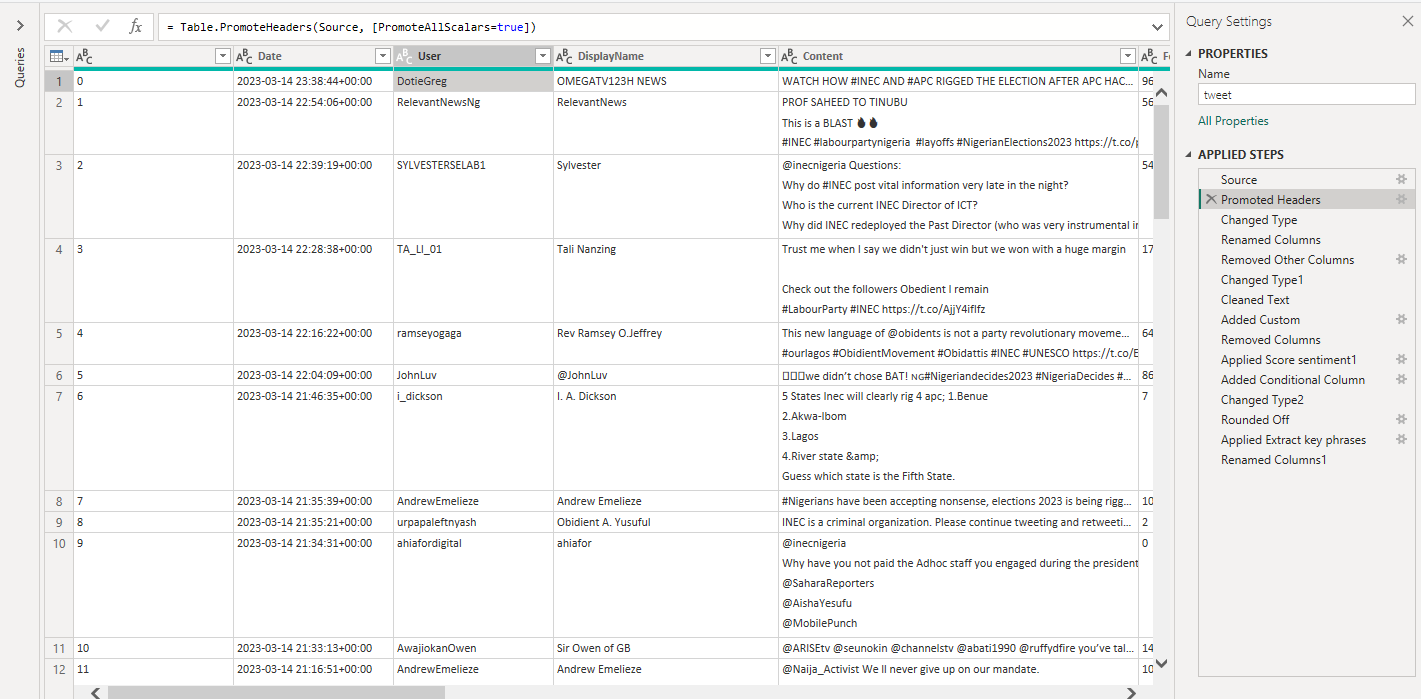 = Table.PromoteHeaders(Source, [PromoteAllScalars=true])
Queries
Date User DisplayName Content
1 0 2023-03-14 23:38:44+00:00 DotieGreg OMEGATV123H NEWS WATCH HOW #INEC AND #APC RIGGED THE ELECTION AFTER APC HAC... 96
2 1 2023-03-14 22:54:06+00:00 RelevantNewsNg RelevantNews PROF SAHEED TO TINUBU 56
This is a BLAST
#INEC #labourpartynigeria #layoffs #NigerianElections2023 https://t.co/
3 2 2023-03-14 22:39:19+00:00 SYLVESTERSELAB1 Sylvester @inecnigeria Questions: 54
Why do #INEC post vital information very late in the night?
Who is the current INEC Director of ICT?
Why did INEC redeployed the Past Director (who was very instrumental
4 3 2023-03-14 22:28:38+00:00 TA_LI_01 Tali Nanzing Trust me when I say we didn't just win but we won with a huge margin 17
Check out the followers Obedient I remain
#LabourParty #INEC https://t.co/AjjY4ifIfz
5 4 2023-03-14 22:16:22+00:00 ramseyogaga Rev Ramsey O.Jeffrey This new language of @obidents is not a party revolutionary moveme... 64
#ourlagos #ObidientMovement #Obidattis #INEC #UNESCO https://t.co/
6 5 2023-03-14 22:04:09+00:00 JohnLuv @JohnLuv we didn't chose BAT! NG#Nigeriandecides2023 #NigeriaDecides #... 86
7 6 2023-03-14 21:46:35+00:00 i_dickson I. A. Dickson 5 States Inec will clearly rig 4 apc; 1.Benue 7
2.Akwa-Ibom
3.Lagos
4.River state &amp;
Guess which state is the Fifth State.
8 7 2023-03-14 21:35:39+00:00 AndrewEmelieze Andrew Emelieze #Nigerians have been accepting nonsense, elections 2023 is being rigg... 10
9 8 2023-03-14 21:35:21+00:00 urpapaleftnyash Obidient A. Yusuful INEC is a criminal organization. Please continue tweeting and retweeti... 2
10 9 2023-03-14 21:34:31+00:00 ahiafordigital ahiafor @inecnigeria 0
Why have you not paid the Adhoc staff you engaged during the president
@SaharaReporters
@AishaYesufu
@MobilePunch
11 10 2023-03-14 21:33:13+00:00 AwajiokanOwen Sir Owen of GB @ARISEtv @seunokin @channelstv @abati1990 @ruffydfire you've tal... 14
12 11 2023-03-14 21:16:51+00:00 AndrewEmelieze Andrew Emelieze @Naija_Activist We ll never give up on our mandate. 10
Query Settings
PROPERTIES
Name
tweet
All Properties
APPLIED STEPS
Source
Promoted Headers
Changed Type
Renamed Columns
Removed Other Columns
Changed Type1
Cleaned Text
Added Custom
Removed Columns
Applied Score sentiment1
Added Conditional Column
Changed Type2
Rounded Off
Applied Extract key phrases
Renamed Columns1